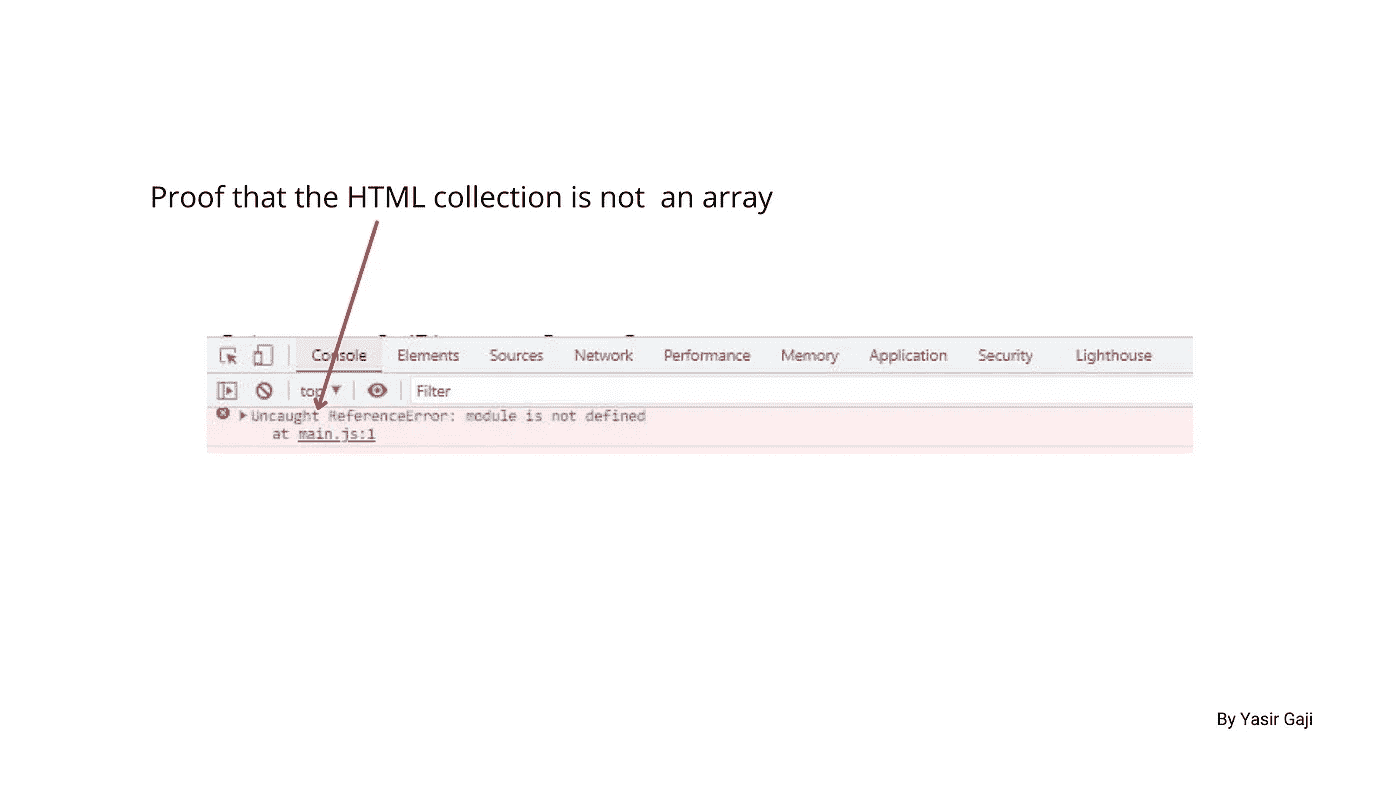 Proof that the HTML collection is not  an array
Console Elements Sources Network Performance Memory Application Security Lighthouse
top Filter
Uncaught ReferenceError: module is not defined
at main.js:1
By Yasir Gaji